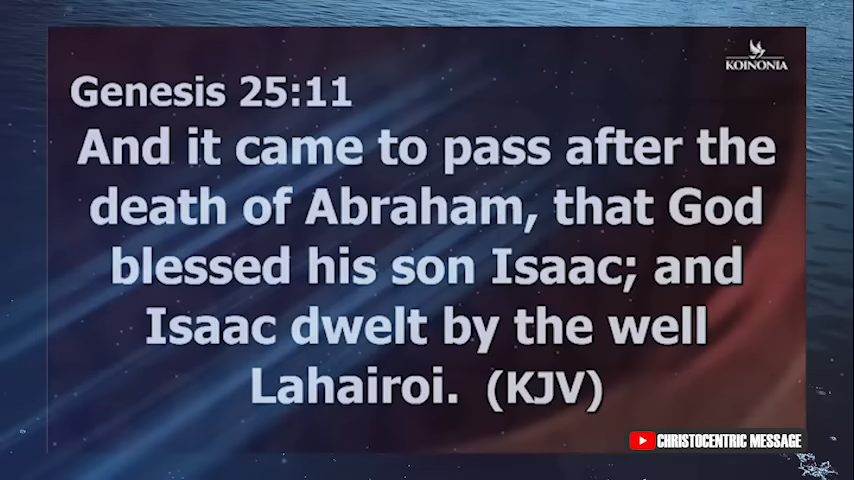 KOINONIA
Genesis 25:11
And it came to pass after the
death of Abraham, that God
blessed his son Isaac; and
Isaac dwelt by the well
Lahairoi. (KJV)
CHRISTOCENTRIC MESSAGE